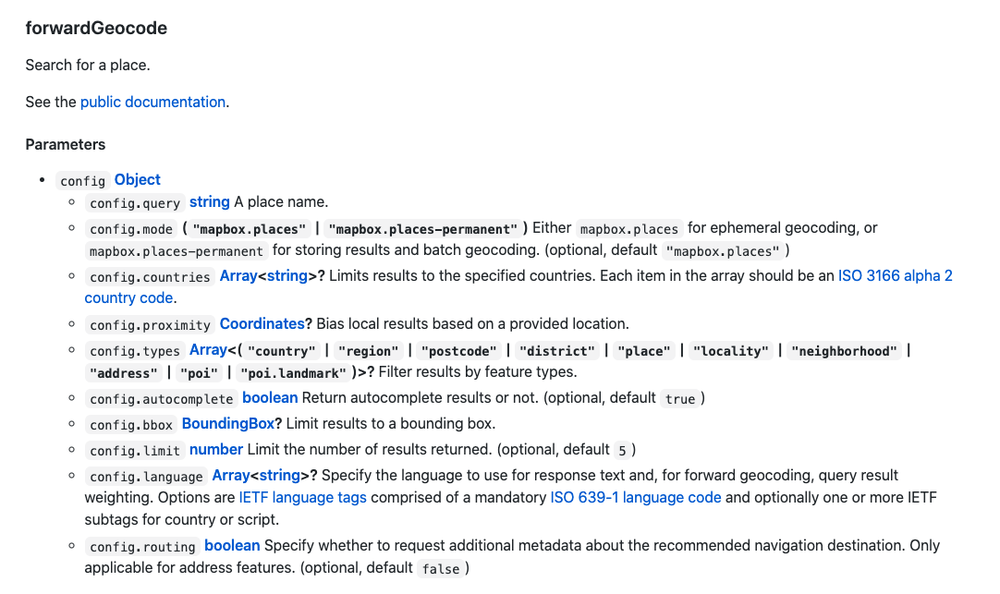 forwardGeocode
Search for a place.
See the public documentation.
Parameters
• config Object
◦ config.query string A place name.
◦ config.mode ( "mapbox.places" | "mapbox.places-permanent" ) Either mapbox.places for ephemeral geocoding, or
mapbox.places-permanent for storing results and batch geocoding. (optional, default "mapbox.places" )
◦ config.countries Array<string>? Limits results to the specified countries. Each item in the array should be an ISO 3166 alpha 2
country code.
◦ config.proximity Coordinates? Bias local results based on a provided location.
◦ config.types Array<( "country" | "region" | "postcode" | "district" | "place" | "locality" | "neighborhood" |
"address" | "poi" | "poi.landmark" )>? Filter results by feature types.
◦ config.autocomplete boolean Return autocomplete results or not. (optional, default true )
◦ config.bbox BoundingBox? Limit results to a bounding box.
◦ config.limit number Limit the number of results returned. (optional, default 5 )
◦ config.language Array<string>? Specify the language to use for response text and, for forward geocoding, query result
weighting. Options are IETF language tags comprised of a mandatory ISO 639-1 language code and optionally one or more IETF
subtags for country or script.
◦ config.routing boolean Specify whether to request additional metadata about the recommended navigation destination. Only
applicable for address features. (optional, default false )